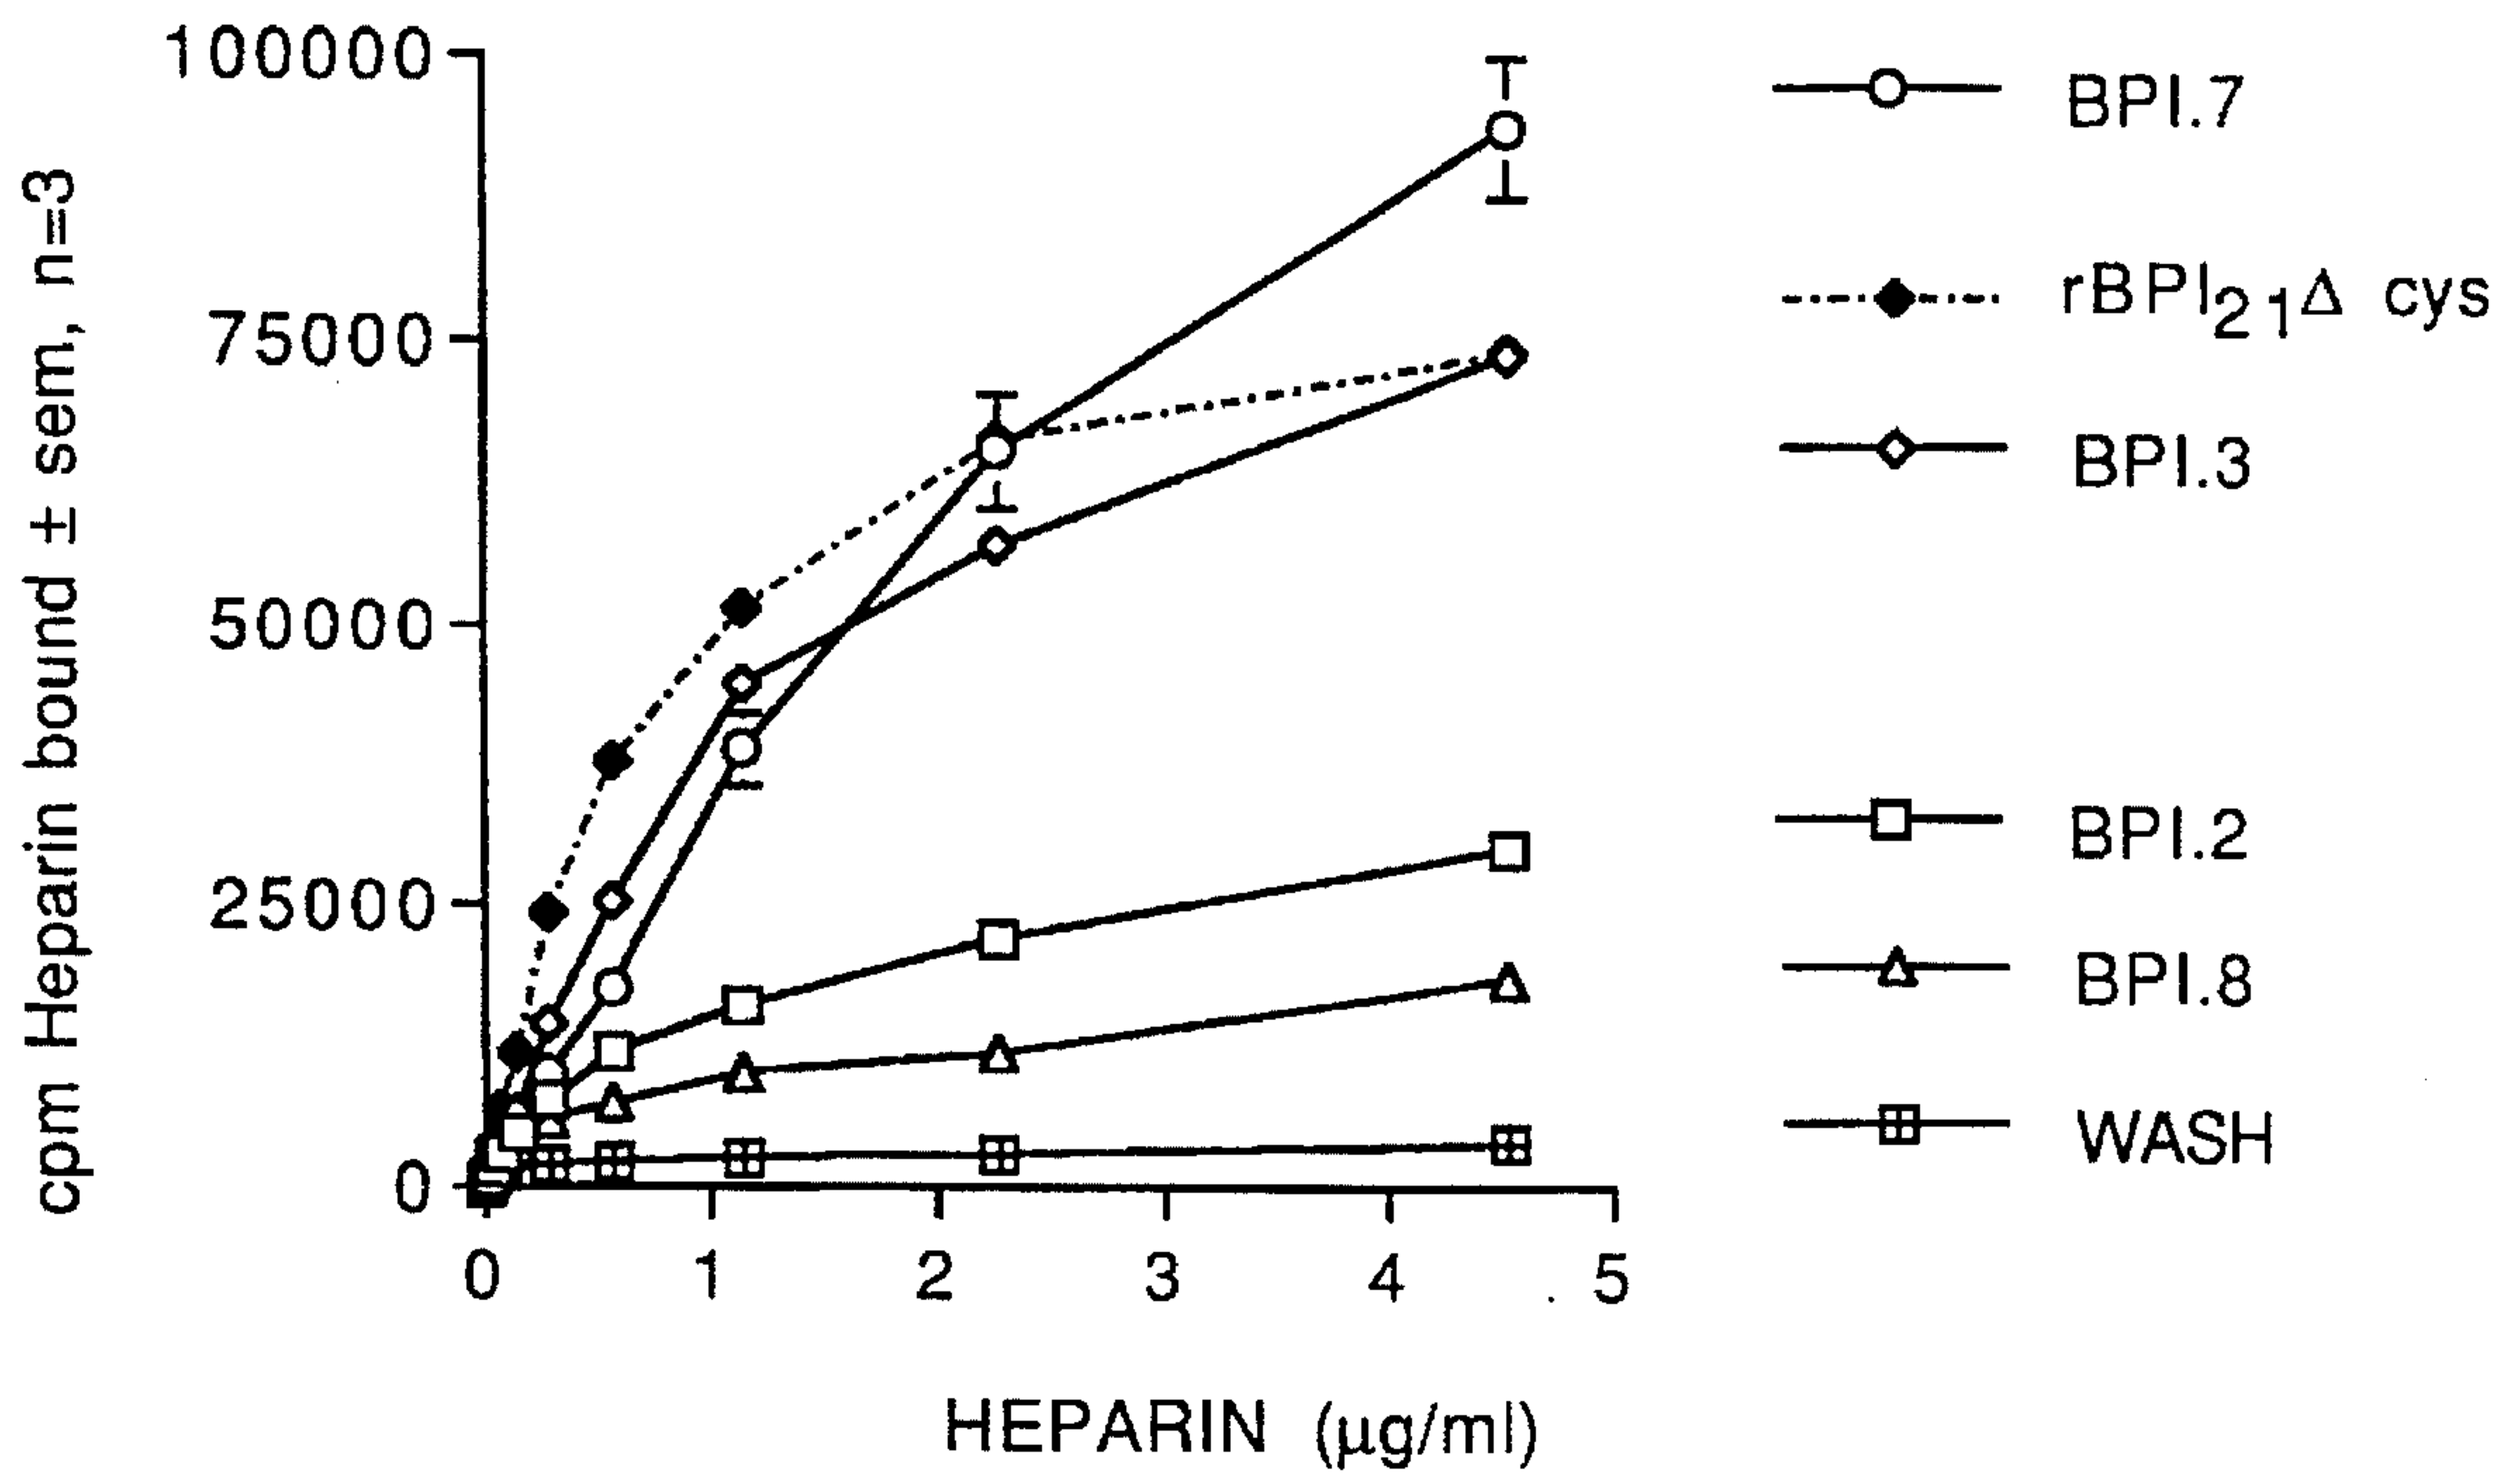 cpm Heparin bound ± sem, n=3
100000
75000
50000
25000
0
0 1 2 3 4 5
HEPARIN (µg/ml)
BPI.7
rBPI21Δ cys
BPI.3
BPI.2
BPI.8
WASH